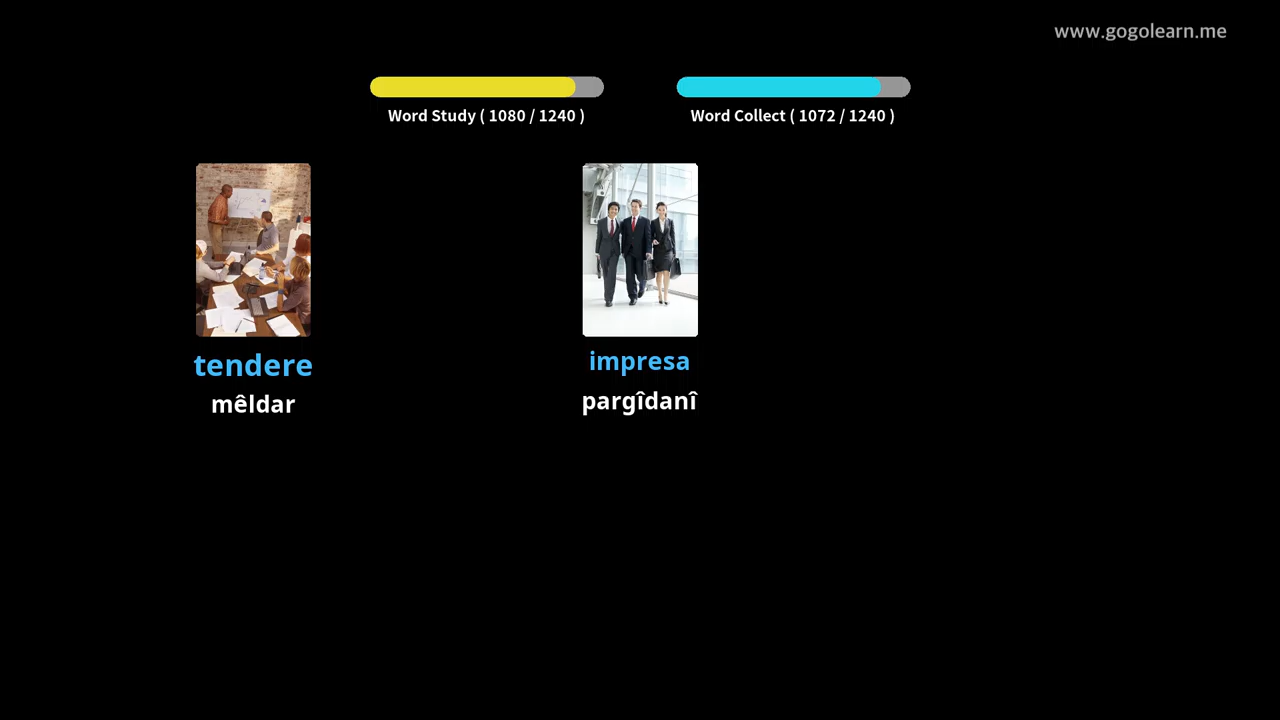 www.gogolearn.me
Word Study ( 1080 / 1240 )
Word Collect ( 1072 / 1240 )
tendere
mêldar
impresa
pargîdanî